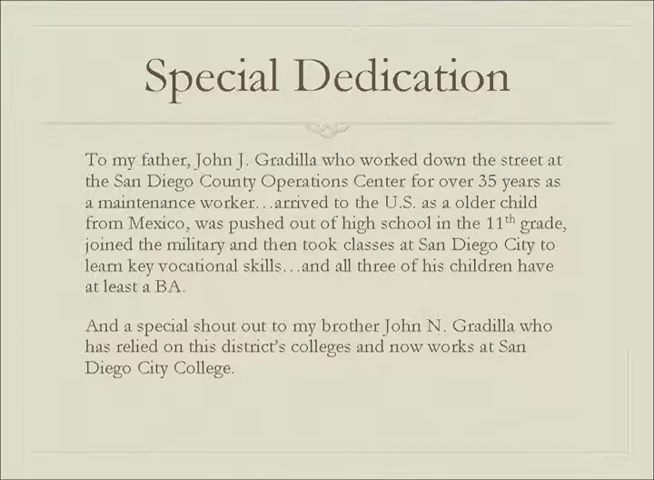 Special Dedication
To my father, John J. Gradilla who worked down the street at
the San Diego County Operations Center for over 35 years as
a maintenance worker…arrived to the U.S. as a older child
from Mexico, was pushed out of high school in the 11th grade,
joined the military and then took classes at San Diego City to
learn key vocational skills…and all three of his children have
at least a BA.
And a special shout out to my brother John N. Gradilla who
has relied on this district's colleges and now works at San
Diego City College.